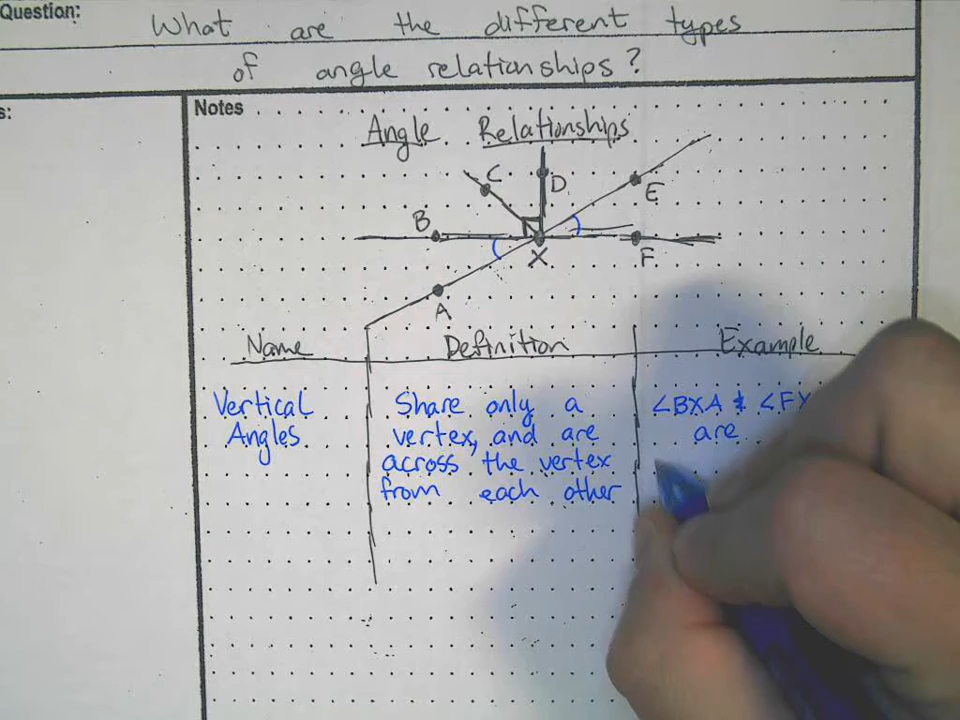 Question:
What are the different types
of angle relationships?
s:
Notes
Angle Relationships
C
D
E
B
X
F
A
Name Definition Example
Vertical Angles
Share only a
vertex, and are
across the vertex
from each other
∠BXA & ∠FX
are